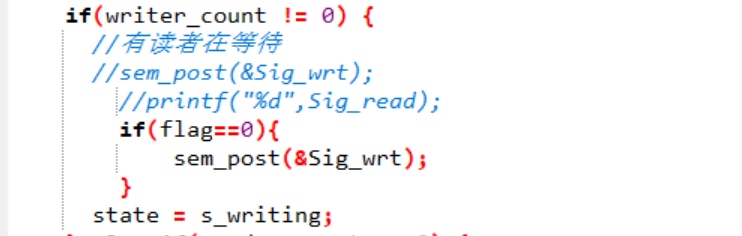 if(writer_count != 0) {
//有读者在等待
//sem_post(&Sig_wrt);
//printf("%d",Sig_read);
if(flag==0){
sem_post(&Sig_wrt);
}
state = s_writing;